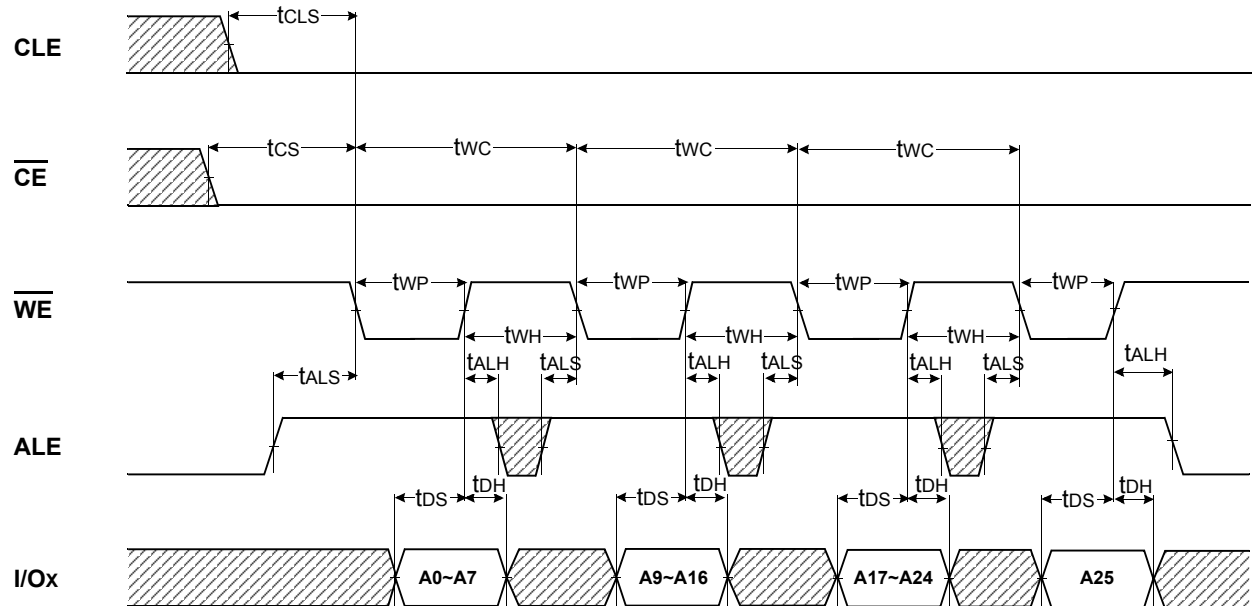 CLE
tCLS
CE
tCS
tWC
tWC
tWC
WE
tWP
tWP
tWP
tWP
tWH
tWH
tWH
tALS
tALH
tALS
tALH
tALS
tALH
tALS
tALH
ALE
tDS
tDH
tDS
tDH
tDS
tDH
tDS
tDH
I/Ox
A0~A7
A9~A16
A17~A24
A25